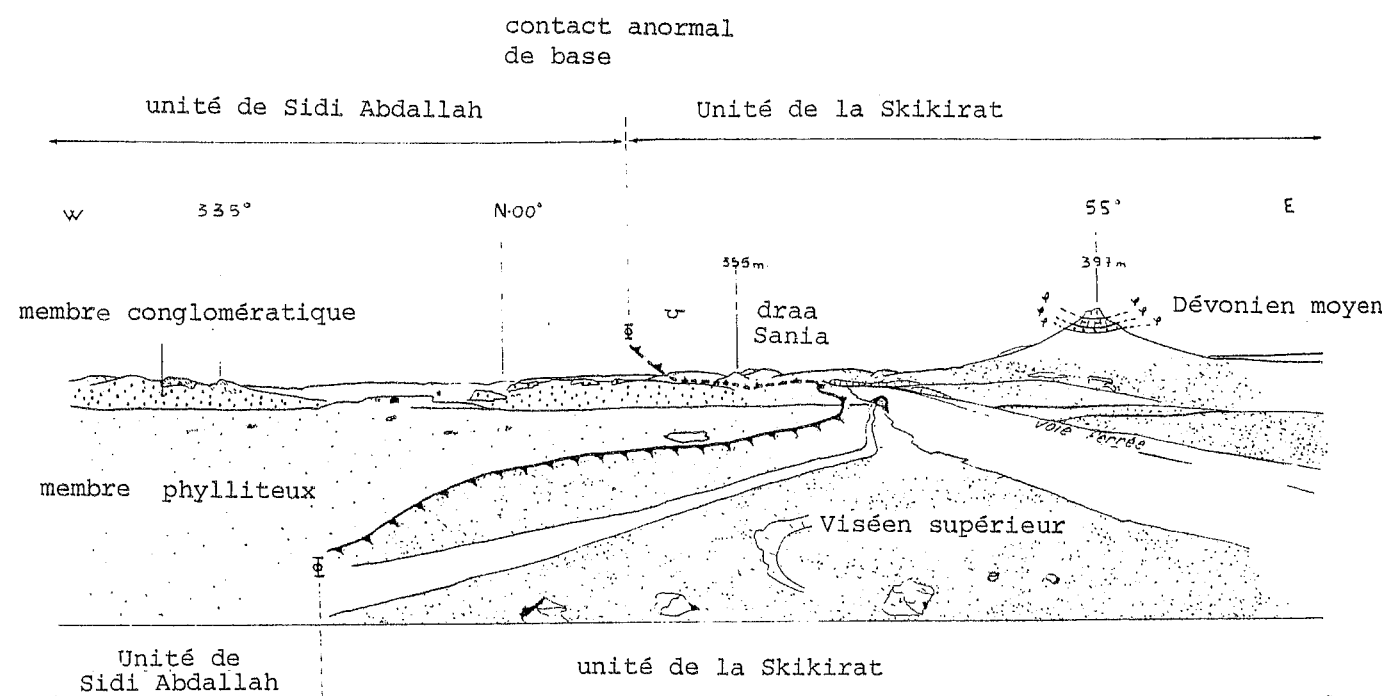 contact anormal
de base
unité de Sidi Abdallah
Unité de la Skikirat
W
335°
N.00°
55°
E
355m.
397m
membre conglomératique
draa
Sania
Dévonien moyen
voie ferrée
membre phylliteux
Viséen supérieur
Unité de
Sidi Abdallah
unité de la Skikirat